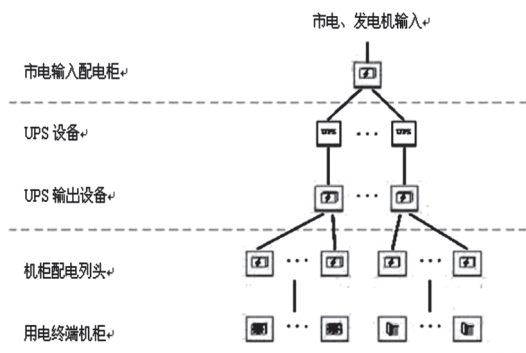 市电、发电机输入↵
市电输入配电柜↵
UPS 设备↵
UPS ··· UPS
UPS 输出设备↵
机柜配电列头↵
用电终端机柜↵